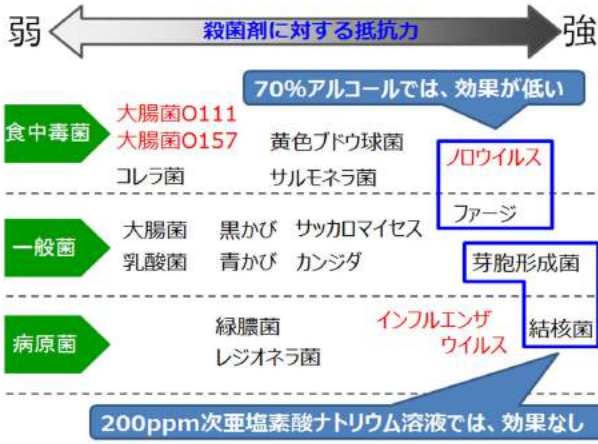 弱 殺菌剤に対する抵抗力 強
70%アルコールでは、効果が低い
食中毒菌
大腸菌O111
大腸菌O157 黄色ブドウ球菌 ノロウイルス
コレラ菌 サルモネラ菌
ファージ
一般菌
大腸菌 黒かび サッカロマイセス
乳酸菌 青かび カンジダ 芽胞形成菌
病原菌
緑膿菌 インフルエンザ
レジオネラ菌 ウイルス 結核菌
200ppm次亜塩素酸ナトリウム溶液では、効果なし